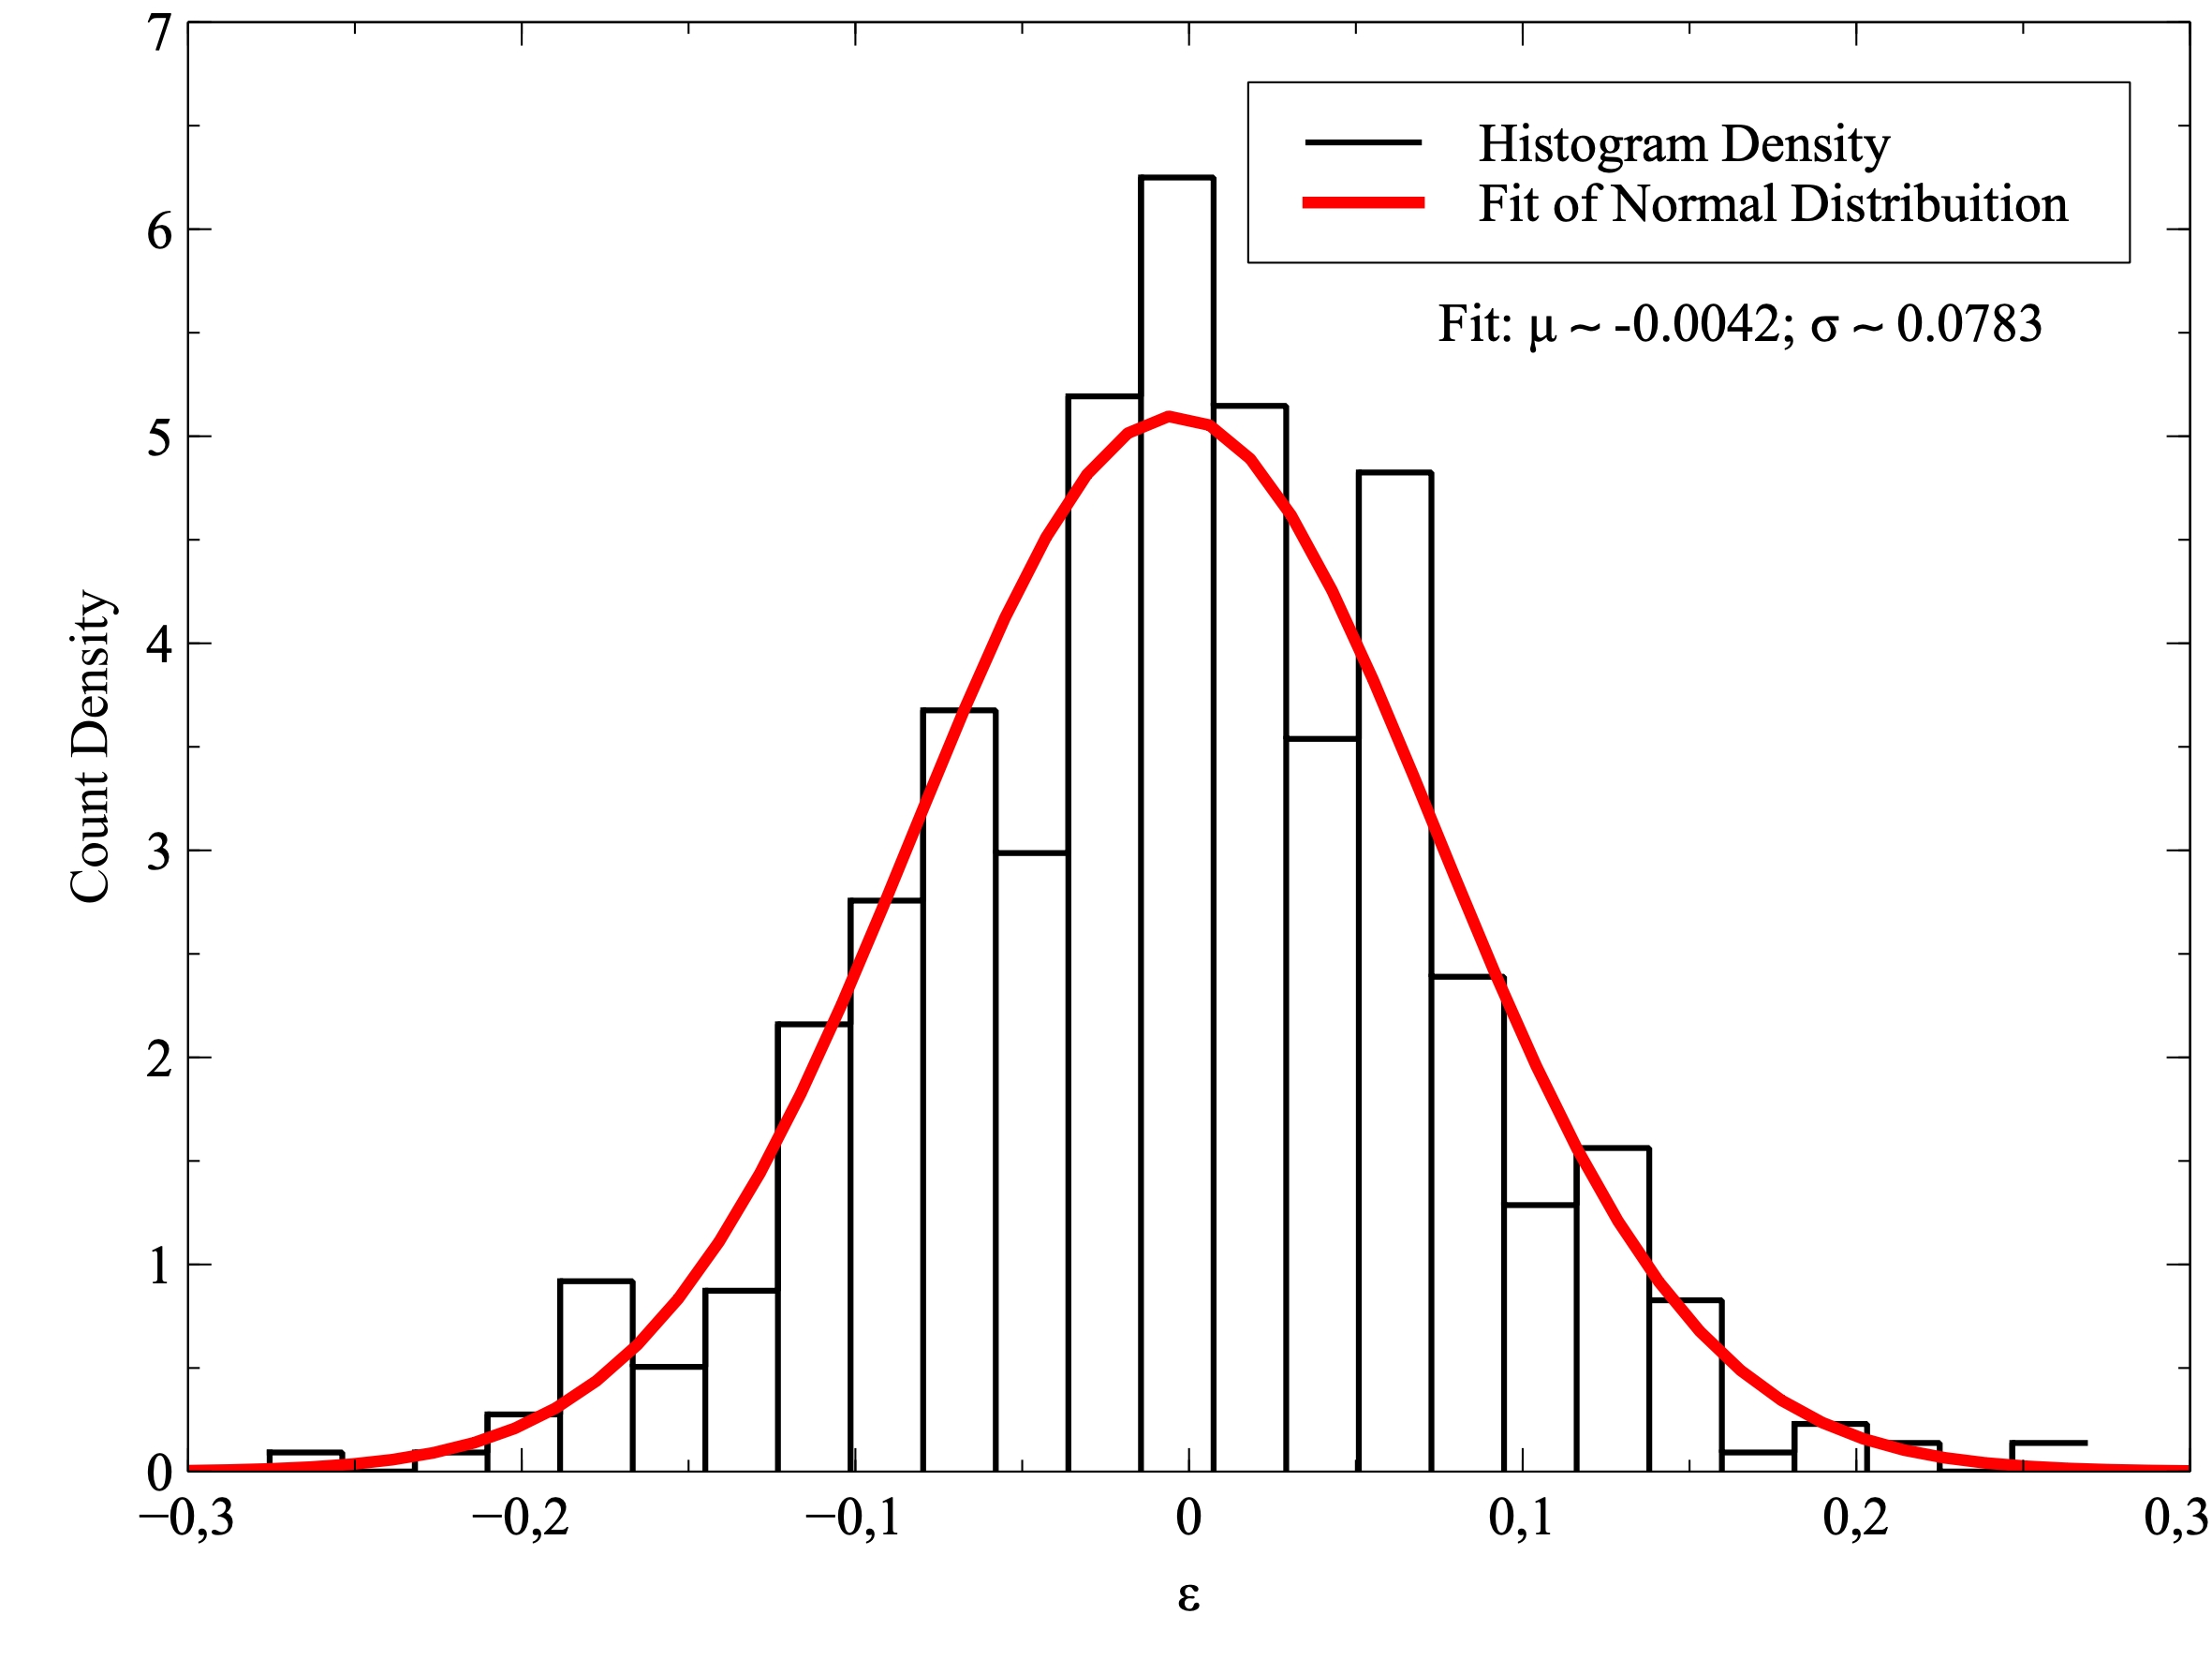 7
6
5
4
3
2
1
0
Count Density
Histogram Density
Fit of Normal Distribuition
Fit: μ ~ -0.0042; σ ~ 0.0783
−0,3 −0,2 −0,1 0 0,1 0,2 0,3
ε